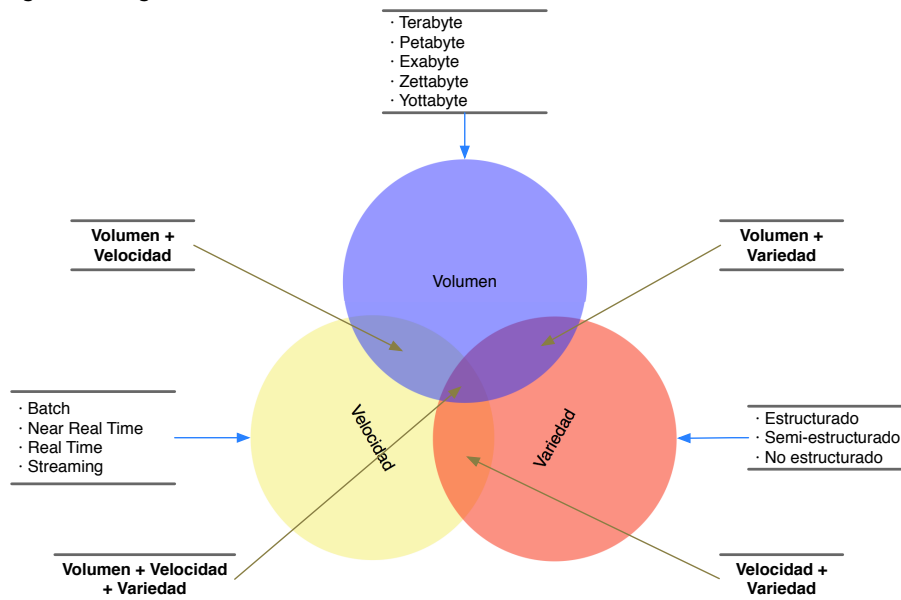 · Terabyte
· Petabyte
· Exabyte
· Zettabyte
· Yottabyte
Volumen +
Velocidad
Volumen +
Variedad
Volumen
· Batch
· Near Real Time
· Real Time
· Streaming
Velocidad
Variedad
· Estructurado
· Semi-estructurado
· No estructurado
Volumen + Velocidad
+ Variedad
Velocidad +
Variedad